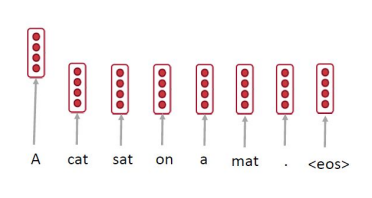 A cat sat on a mat . <eos>